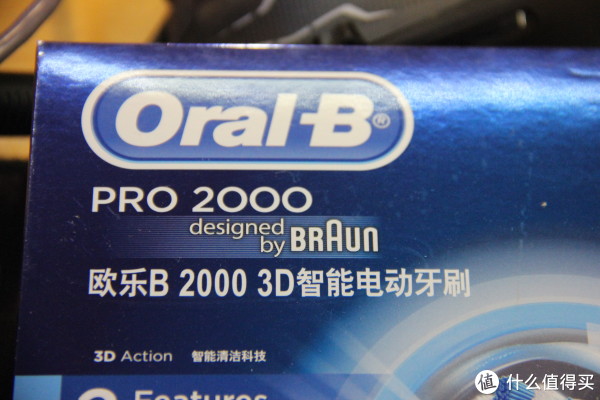 Oral-B®
PRO 2000
designed
by BRAUN
欧乐B 2000 3D智能电动牙刷
3D Action 智能清洁科技
Features
值 什么值得买